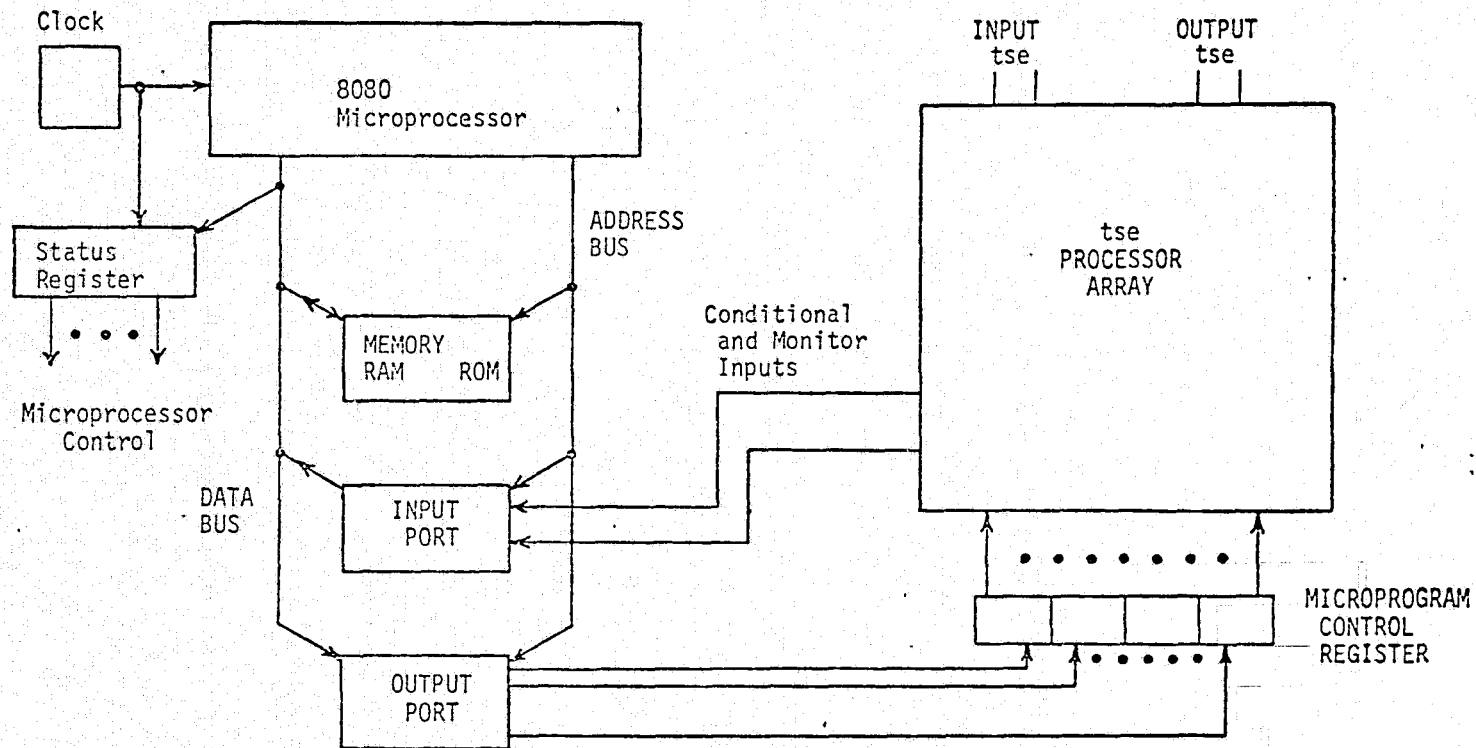 Clock
8080
Microprocessor
INPUT
tse
OUTPUT
tse
Status
Register
ADDRESS
BUS
tse
PROCESSOR
ARRAY
MEMORY
RAM ROM
Conditional
and Monitor
Inputs
Microprocessor
Control
DATA
BUS
INPUT
PORT
MICROPROGRAM
CONTROL
REGISTER
OUTPUT
PORT